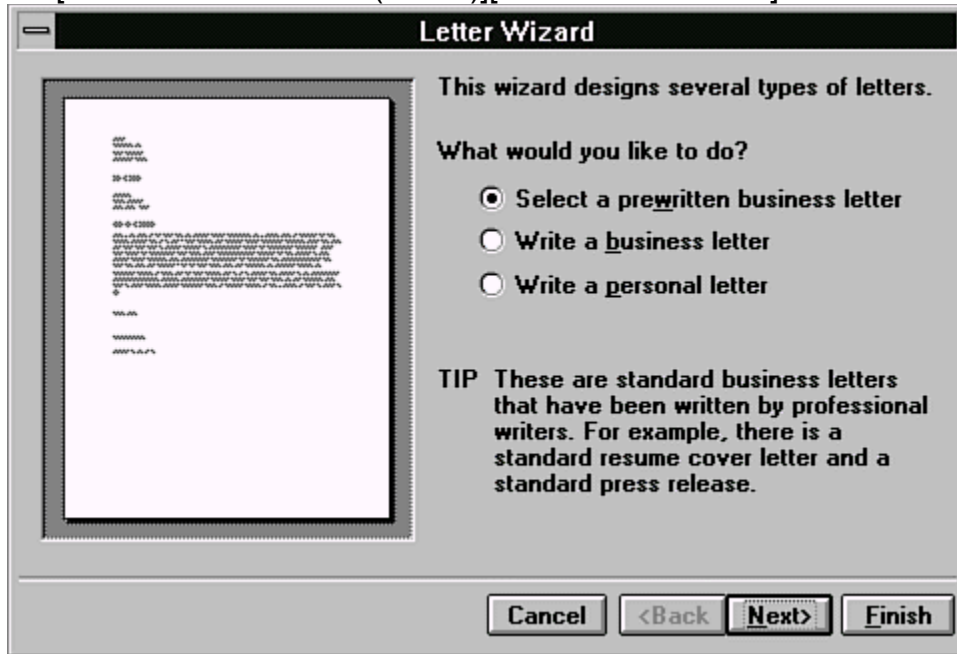 Letter Wizard
This wizard designs several types of letters.
What would you like to do?
Select a prewritten business letter
Write a business letter
Write a personal letter
TIP These are standard business letters
that have been written by professional
writers. For example, there is a
standard resume cover letter and a
standard press release.
Cancel <Back Next> Finish